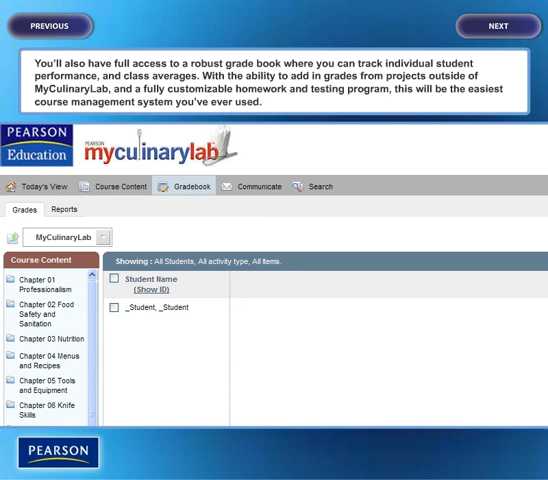 PREVIOUS
NEXT
You'll also have full access to a robust grade book where you can track individual student
performance, and class averages. With the ability to add in grades from projects outside of
MyCulinaryLab, and a fully customizable homework and testing program, this will be the easiest
course management system you've ever used.
PEARSON
Education
PEARSON
myculinarylab
Today's View
Course Content
Gradebook
Communicate
Search
Grades
Reports
MyCulinaryLab
Course Content
Showing : All Students, All activity type, All Items.
Chapter 01
Professionalism
Chapter 02 Food
Safety and
Sanitation
Chapter 03 Nutrition
Chapter 04 Menus
and Recipes
Chapter 05 Tools
and Equipment
Chapter 06 Knife
Skills
Student Name
(Show ID)
_Student, _Student
PEARSON